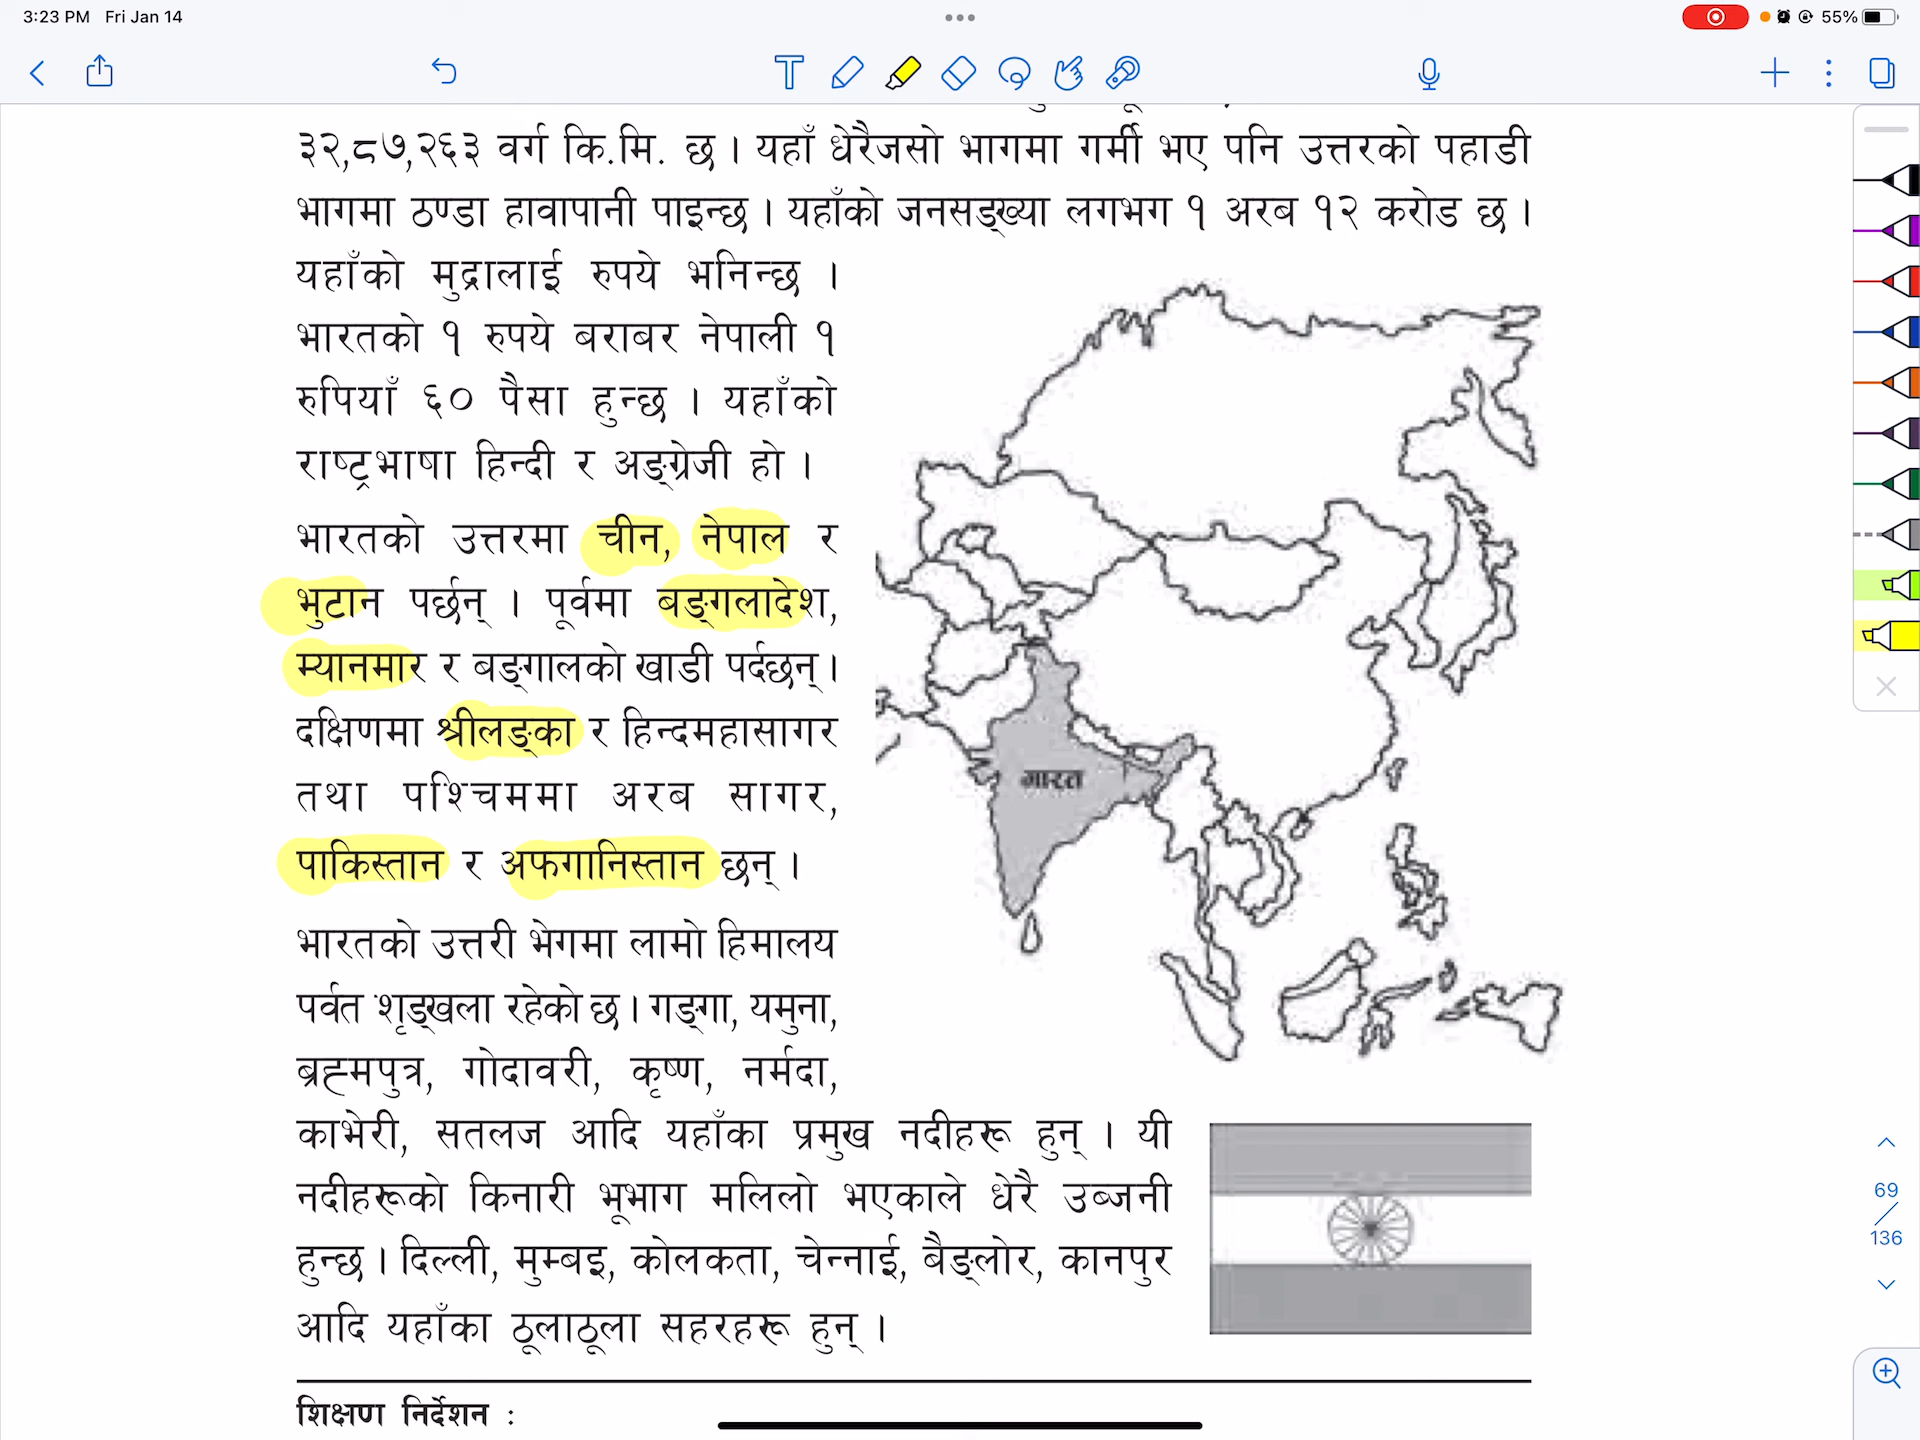 3:23 PM Fri Jan 14
55%
३२,८७,२६३ वर्ग कि.मि. छ । यहाँ धेरैजसो भागमा गर्मी भए पनि उत्तरको पहाडी
भागमा ठण्डा हावापानी पाइन्छ । यहाँको जनसङ्ख्या लगभग १ अरब १२ करोड छ ।
यहाँको मुद्रालाई रुपये भनिन्छ ।
भारतको १ रुपये बराबर नेपाली १
रुपियाँ ६० पैसा हुन्छ । यहाँको
राष्ट्रभाषा हिन्दी र अङ्ग्रेजी हो ।
भारतको उत्तरमा चीन, नेपाल र
भुटान पर्छन् । पूर्वमा बङ्गलादेश,
म्यानमार र बङ्गालको खाडी पर्दछन् ।
दक्षिणमा श्रीलङ्का र हिन्दमहासागर
तथा पश्चिममा अरब सागर,
पाकिस्तान र अफगानिस्तान छन् ।
भारतको उत्तरी भेगमा लामो हिमालय
पर्वत शृङ्खला रहेको छ । गङ्गा, यमुना,
ब्रह्मपुत्र, गोदावरी, कृष्ण, नर्मदा,
काभेरी, सतलज आदि यहाँका प्रमुख नदीहरू हुन् । यी
नदीहरूको किनारी भूभाग मलिलो भएकाले धेरै उब्जनी
हुन्छ । दिल्ली, मुम्बइ, कोलकता, चेन्नाई, बैङ्लोर, कानपुर
आदि यहाँका ठूलाठूला सहरहरू हुन् ।
भारत
शिक्षण निर्देशन :
69
/
136